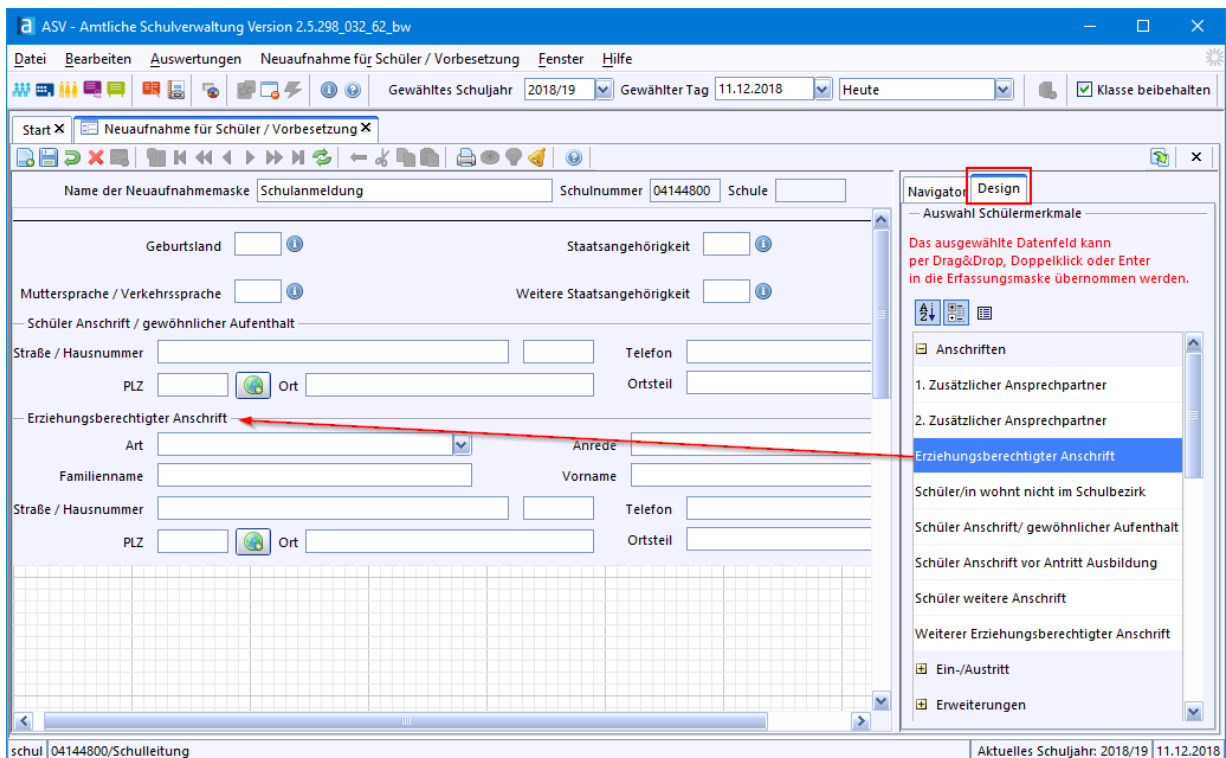 ASV - Amtliche Schulverwaltung Version 2.5.298_032_62_bw
Datei Bearbeiten Auswertungen Neuaufnahme für Schüler / Vorbesetzung Fenster Hilfe
Gewähltes Schuljahr 2018/19 Gewählter Tag 11.12.2018 Heute Klasse beibehalten
Start Neuaufnahme für Schüler / Vorbesetzung
Name der Neuaufnahmemaske Schulanmeldung Schulnummer 04144800 Schule
Geburtsland Staatsangehörigkeit
Muttersprache / Verkehrssprache Weitere Staatsangehörigkeit
Schüler Anschrift / gewöhnlicher Aufenthalt
Straße / Hausnummer Telefon
PLZ Ort Ortsteil
Erziehungsberechtigter Anschrift
Art Anrede
Familienname Vorname
Straße / Hausnummer Telefon
PLZ Ort Ortsteil
Navigator Design
Auswahl Schülermerkmale
Das ausgewählte Datenfeld kann
per Drag&Drop, Doppelklick oder Enter
in die Erfassungsmaske übernommen werden.
Anschriften
1. Zusätzlicher Ansprechpartner
2. Zusätzlicher Ansprechpartner
Erziehungsberechtigter Anschrift
Schüler/in wohnt nicht im Schulbezirk
Schüler Anschrift/ gewöhnlicher Aufenthalt
Schüler Anschrift vor Antritt Ausbildung
Schüler weitere Anschrift
Weiterer Erziehungsberechtigter Anschrift
Ein-/Austritt
Erweiterungen
schul 04144800/Schulleitung Aktuelles Schuljahr: 2018/19 11.12.2018